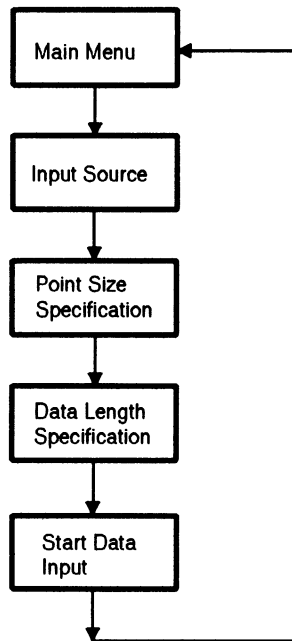 Main Menu
Input Source
Point Size
Specification
Data Length
Specification
Start Data
Input